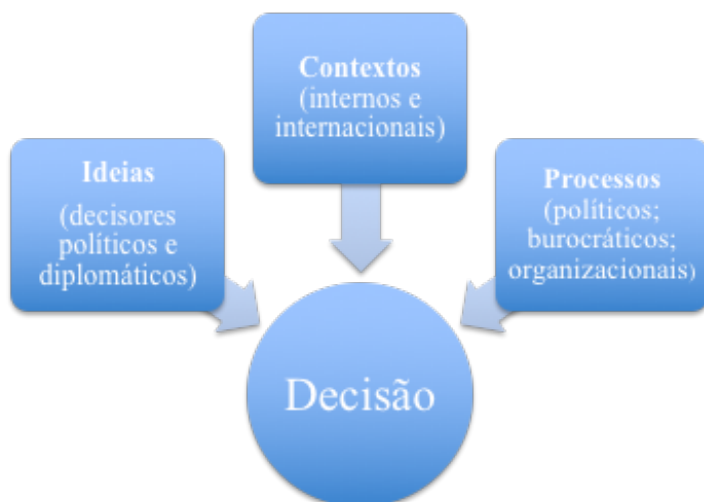 Contextos
(internos e
internacionais)
Ideias
(decisores
políticos e
diplomáticos)
Processos
(políticos;
burocráticos;
organizacionais)
Decisão